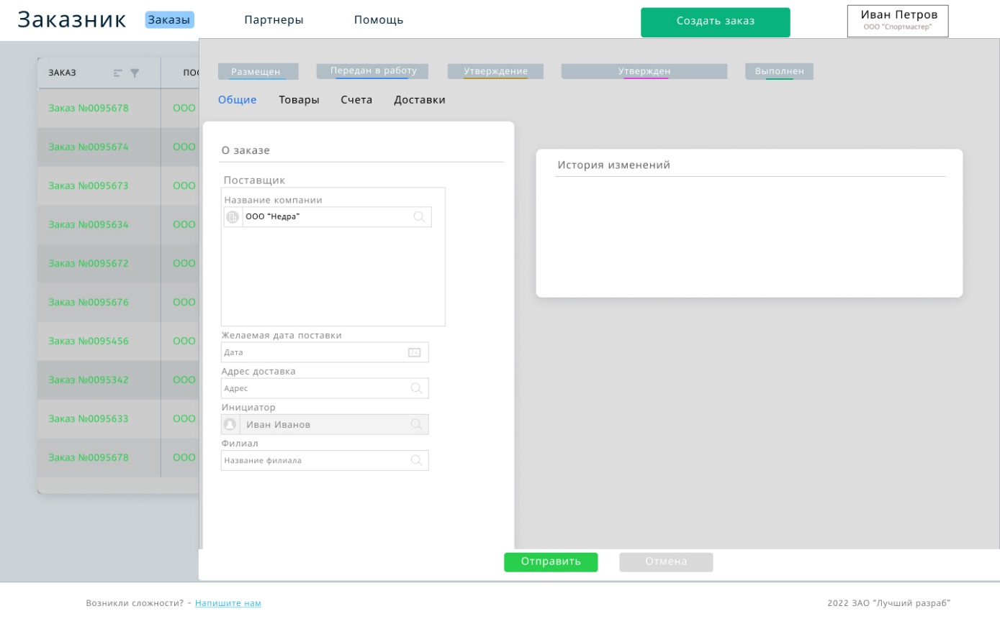 Заказник
Заказы
Партнеры
Помощь
Создать заказ
Иван Петров
ООО “Спортмастер”
ЗАКАЗ
ПОС
Заказ №0095678
ООО
Заказ №0095674
ООО
Заказ №0095673
ООО
Заказ №0095634
ООО
Заказ №0095672
ООО
Заказ №0095676
ООО
Заказ №0095456
ООО
Заказ №0095342
ООО
Заказ №0095633
ООО
Заказ №0095678
ООО
Размещен
Передан в работу
Утверждение
Утвержден
Выполнен
Общие
Товары
Счета
Доставки
О заказе
Поставщик
Название компании
ООО “Недра”
Желаемая дата поставки
Дата
24
Адрес доставка
Адрес
Инициатор
Иван Иванов
Филиал
Название филиала
История изменений
Отправить
Отмена
Возникли сложности? – Напишите нам
2022 ЗАО “Лучший разраб”